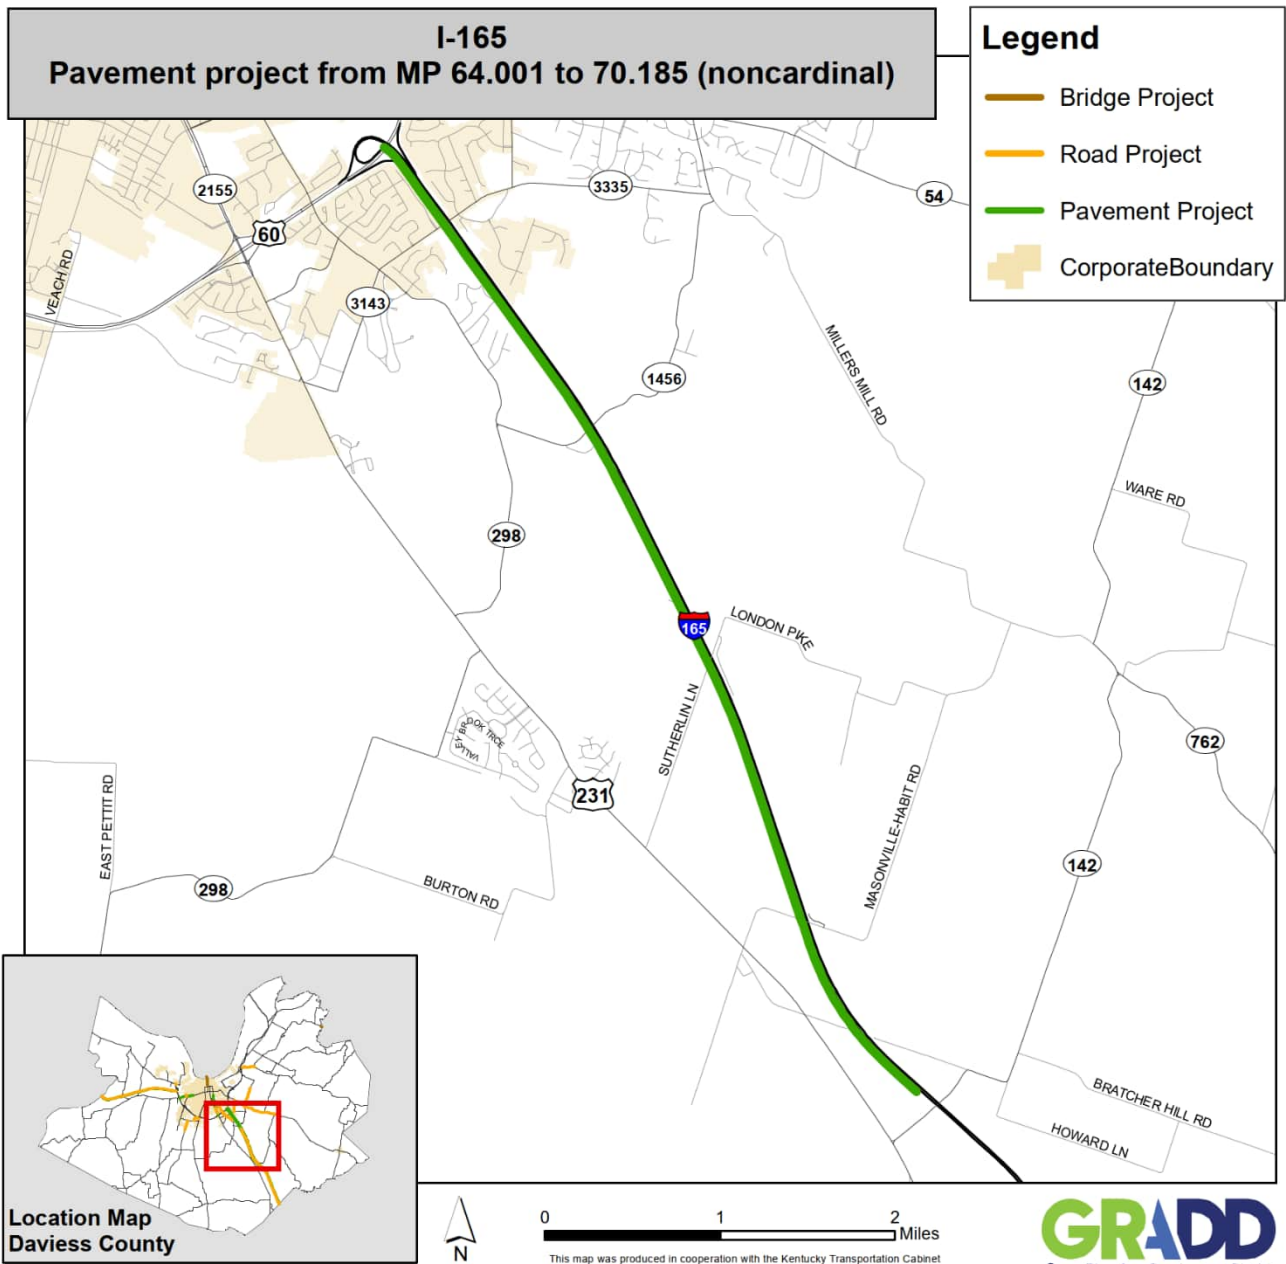 I-165
Pavement project from MP 64.001 to 70.185 (noncardinal)
Legend
Bridge Project
Road Project
Pavement Project
CorporateBoundary
2155
60
3335
54
VEACH RD
3143
1456
MILLERS MILL RD
142
WARE RD
298
165
LONDON PIKE
SUTHERLIN LN
762
231
EAST PETTIT RD
MASONVILLE-HABIT RD
142
298
BURTON RD
BRATCHER HILL RD
HOWARD LN
Location Map
Daviess County
N
0 1 2
Miles
This map was produced in cooperation with the Kentucky Transportation Cabinet
GRADD